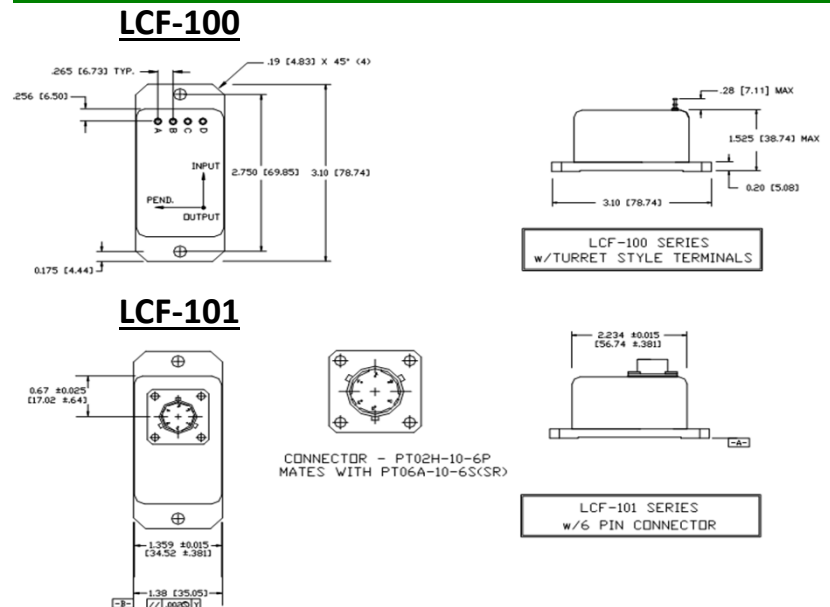 LCF-100
.265 [6.73] TYP.
.19 [4.83] X 45° (4)
.256 [6.50]
A B C D
INPUT
PEND.
OUTPUT
2.750 [69.85]
3.10 [78.74]
0.175 [4.44]
.28 [7.11] MAX
1.525 [38.74] MAX
0.20 [5.08]
3.10 [78.74]
LCF-100 SERIES
w/TURRET STYLE TERMINALS
LCF-101
0.67 ±0.025
[17.02 ±.64]
CONNECTOR - PT02H-10-6P
MATES WITH PT06A-10-6S(SR)
2.234 ±0.015
[56.74 ±.381]
-A-
LCF-101 SERIES
w/6 PIN CONNECTOR
1.359 ±0.015
[34.52 ±.381]
1.38 [35.05]
-B-